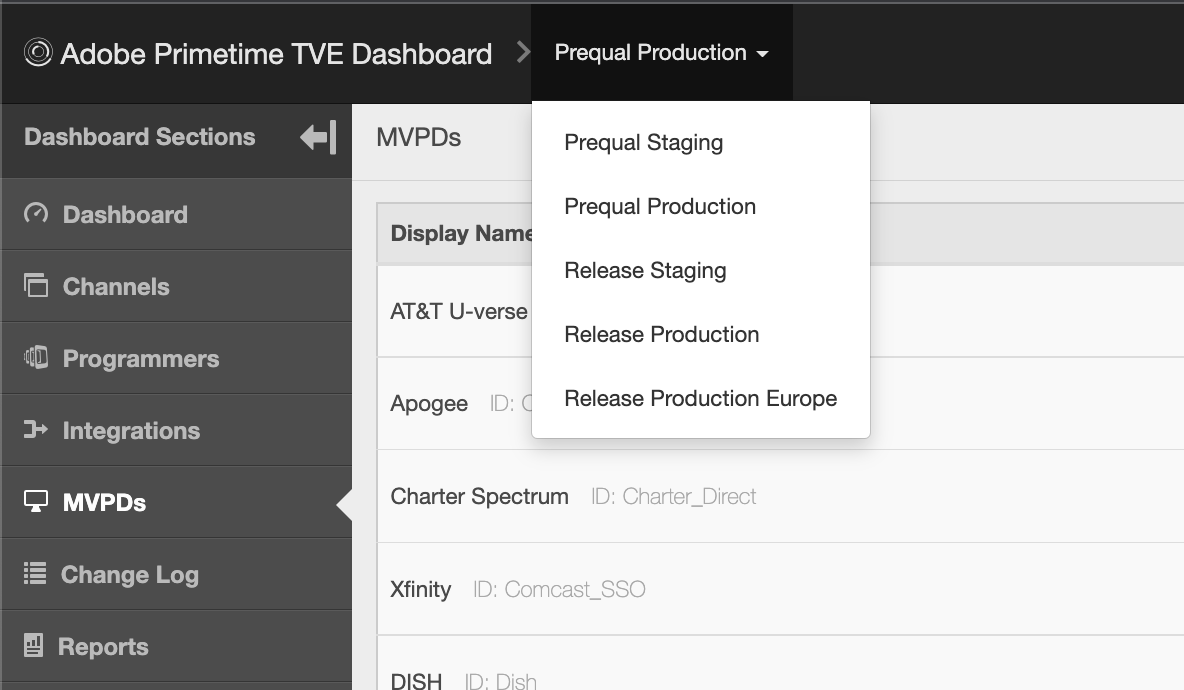 Adobe Primetime TVE Dashboard
Prequal Production
Dashboard Sections
Dashboard
Channels
Programmers
Integrations
MVPDs
Change Log
Reports
MVPDs
Prequal Staging
Prequal Production
Release Staging
Release Production
Release Production Europe
Display Name
AT&T U-verse
Apogee ID:
Charter Spectrum ID: Charter_Direct
Xfinity ID: Comcast_SSO
DISH ID: Dish